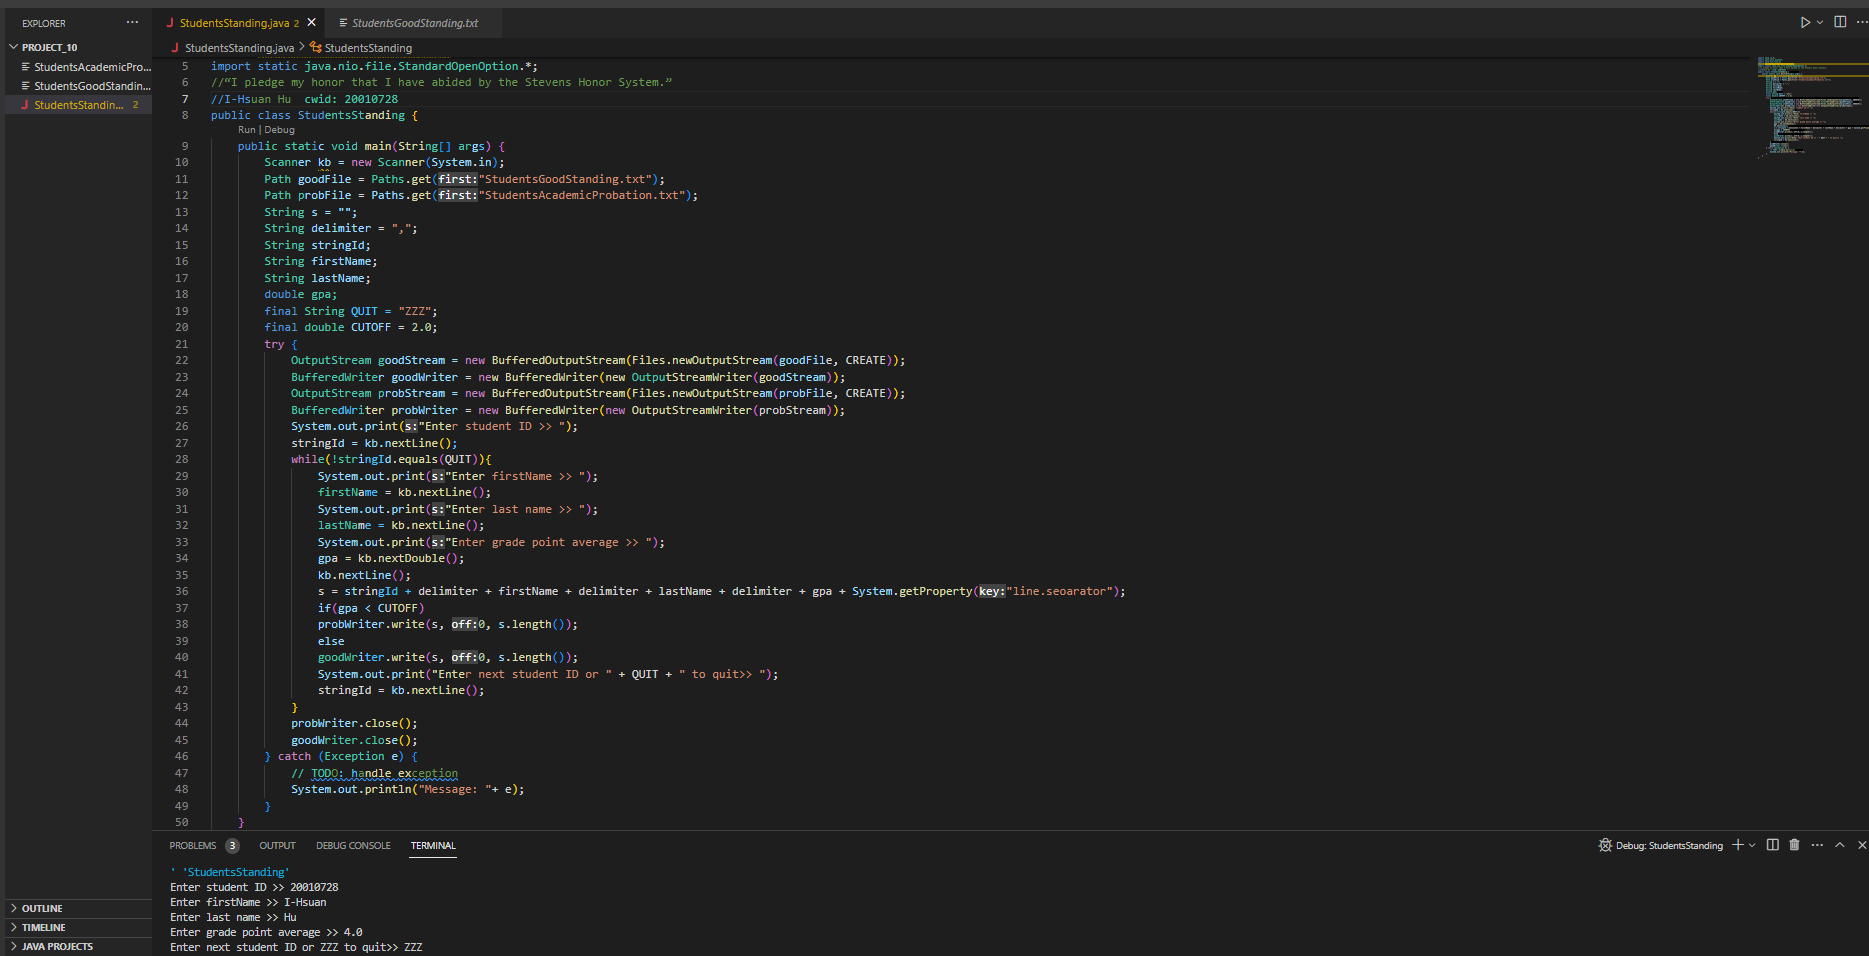 EXPLORER
PROJECT_10
StudentsAcademicPro...
StudentsGoodStandin...
StudentsStandin... 2
OUTLINE
TIMELINE
JAVA PROJECTS
StudentsStanding.java 2
StudentsGoodStanding.txt
StudentsStanding.java > StudentsStanding
5 import static java.nio.file.StandardOpenOption.*;
6 //“I pledge my honor that I have abided by the Stevens Honor System.”
7 //I-Hsuan Hu  cwid: 20010728
8 public class StudentsStanding {
Run | Debug
9 public static void main(String[] args) {
10 Scanner kb = new Scanner(System.in);
11 Path goodFile = Paths.get(first:"StudentsGoodStanding.txt");
12 Path probFile = Paths.get(first:"StudentsAcademicProbation.txt");
13 String s = "";
14 String delimiter = ",";
15 String stringId;
16 String firstName;
17 String lastName;
18 double gpa;
19 final String QUIT = "ZZZ";
20 final double CUTOFF = 2.0;
21 try {
22 OutputStream goodStream = new BufferedOutputStream(Files.newOutputStream(goodFile, CREATE));
23 BufferedWriter goodWriter = new BufferedWriter(new OutputStreamWriter(goodStream));
24 OutputStream probStream = new BufferedOutputStream(Files.newOutputStream(probFile, CREATE));
25 BufferedWriter probWriter = new BufferedWriter(new OutputStreamWriter(probStream));
26 System.out.print(s:"Enter student ID >> ");
27 stringId = kb.nextLine();
28 while(!stringId.equals(QUIT)){
29 System.out.print(s:"Enter firstName >> ");
30 firstName = kb.nextLine();
31 System.out.print(s:"Enter last name >> ");
32 lastName = kb.nextLine();
33 System.out.print(s:"Enter grade point average >> ");
34 gpa = kb.nextDouble();
35 kb.nextLine();
36 s = stringId + delimiter + firstName + delimiter + lastName + delimiter + gpa + System.getProperty(key:"line.seoarator");
37 if(gpa < CUTOFF)
38 probWriter.write(s, off:0, s.length());
39 else
40 goodWriter.write(s, off:0, s.length());
41 System.out.print("Enter next student ID or " + QUIT + " to quit>> ");
42 stringId = kb.nextLine();
43 }
44 probWriter.close();
45 goodWriter.close();
46 } catch (Exception e) {
47 // TODO: handle exception
48 System.out.println("Message: "+ e);
49 }
50 }
PROBLEMS 3 OUTPUT DEBUG CONSOLE TERMINAL
Debug: StudentsStanding
' 'StudentsStanding'
Enter student ID >> 20010728
Enter firstName >> I-Hsuan
Enter last name >> Hu
Enter grade point average >> 4.0
Enter next student ID or ZZZ to quit>> ZZZ